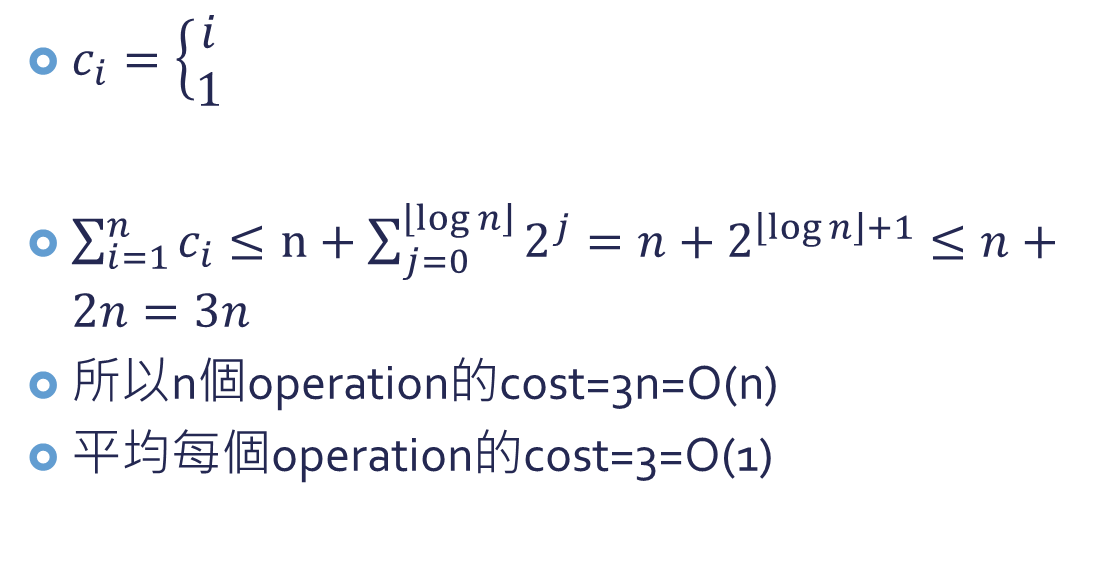 c_i = { i
1
∑_{i=1}^{n} c_i ≤ n + ∑_{j=0}^{⌊log n⌋} 2^j = n + 2^{⌊log n⌋+1} ≤ n +
2n = 3n
所以n個operation的cost=3n=O(n)
平均每個operation的cost=3=O(1)